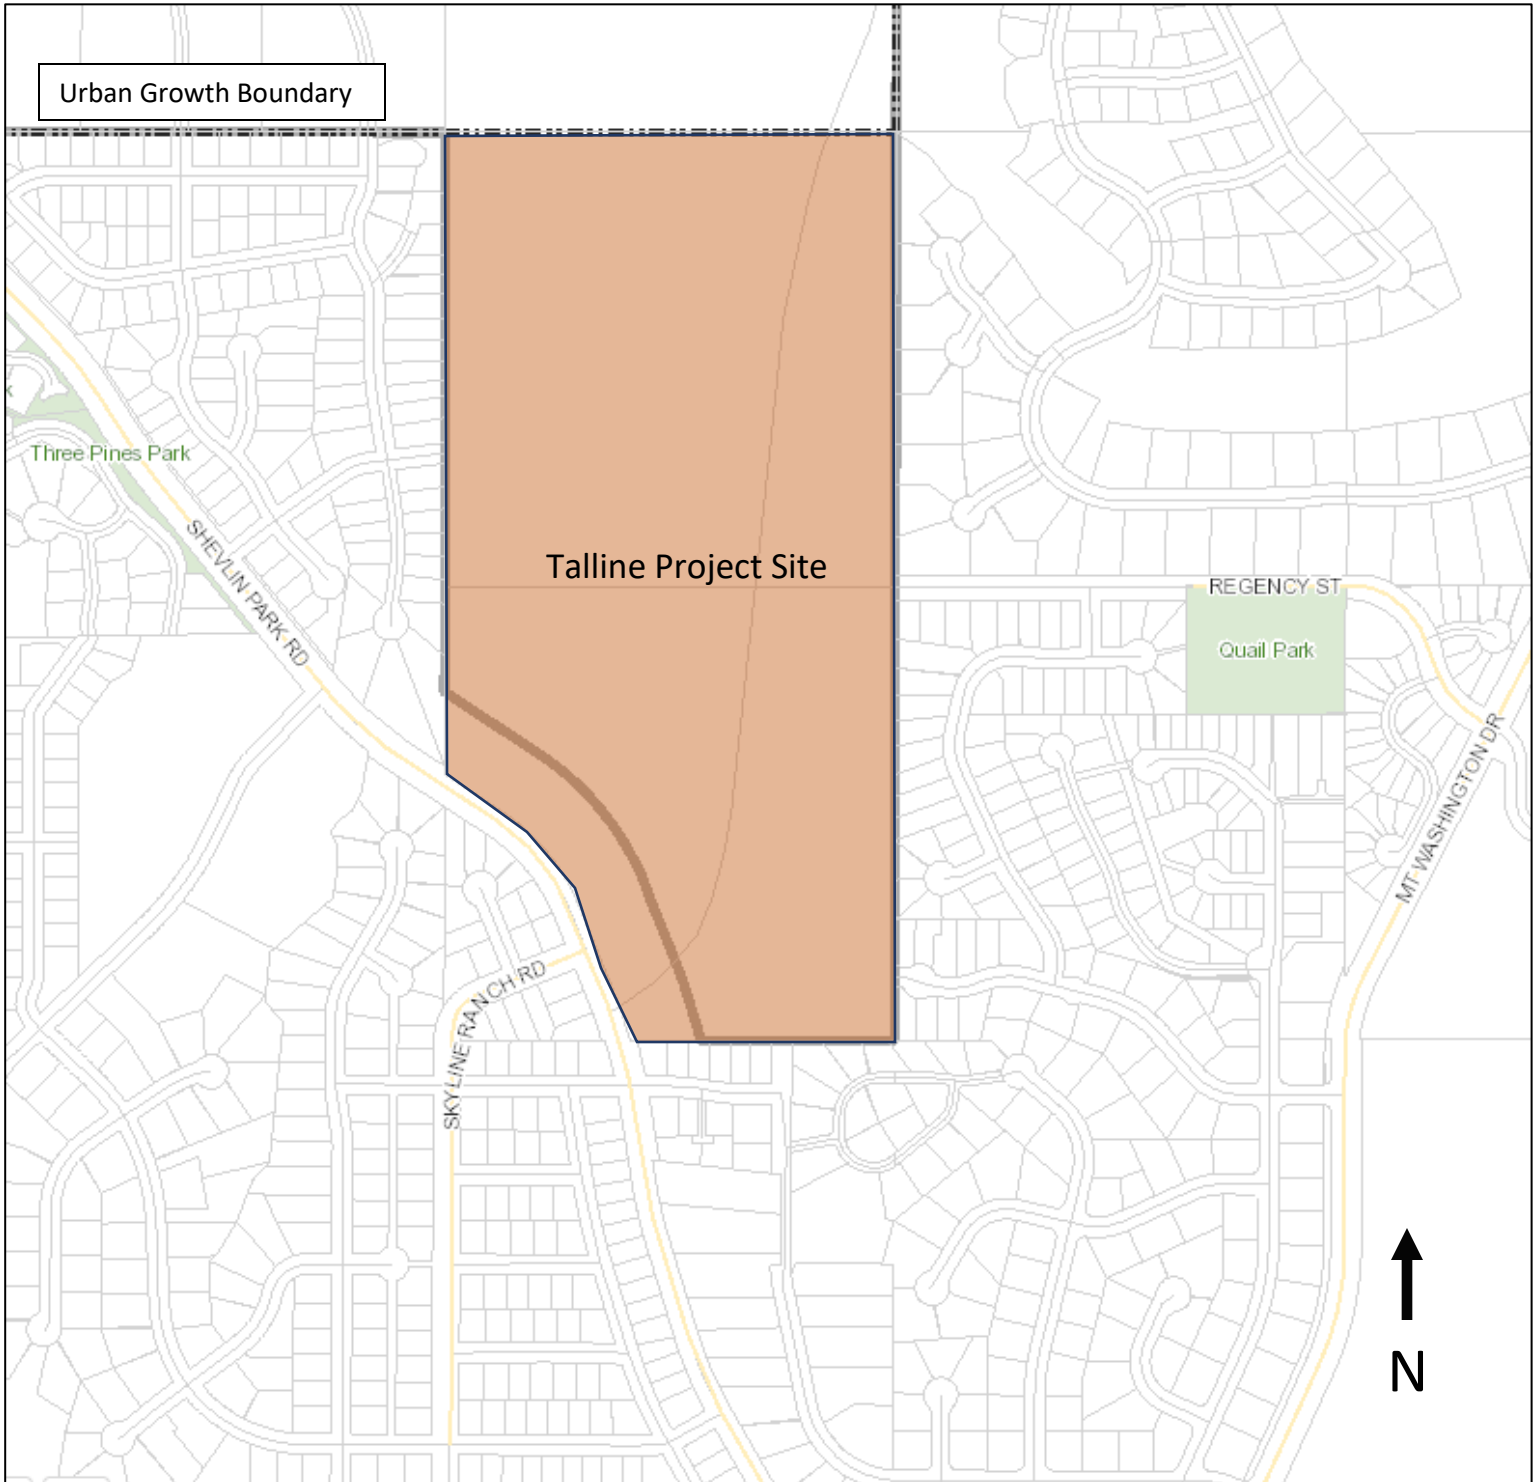 Urban Growth Boundary
k
Three Pines Park
SHEVLIN PARK RD
Talline Project Site
REGENCY ST
Quail Park
MT WASHINGTON DR
SKYLINE RANCH RD
N